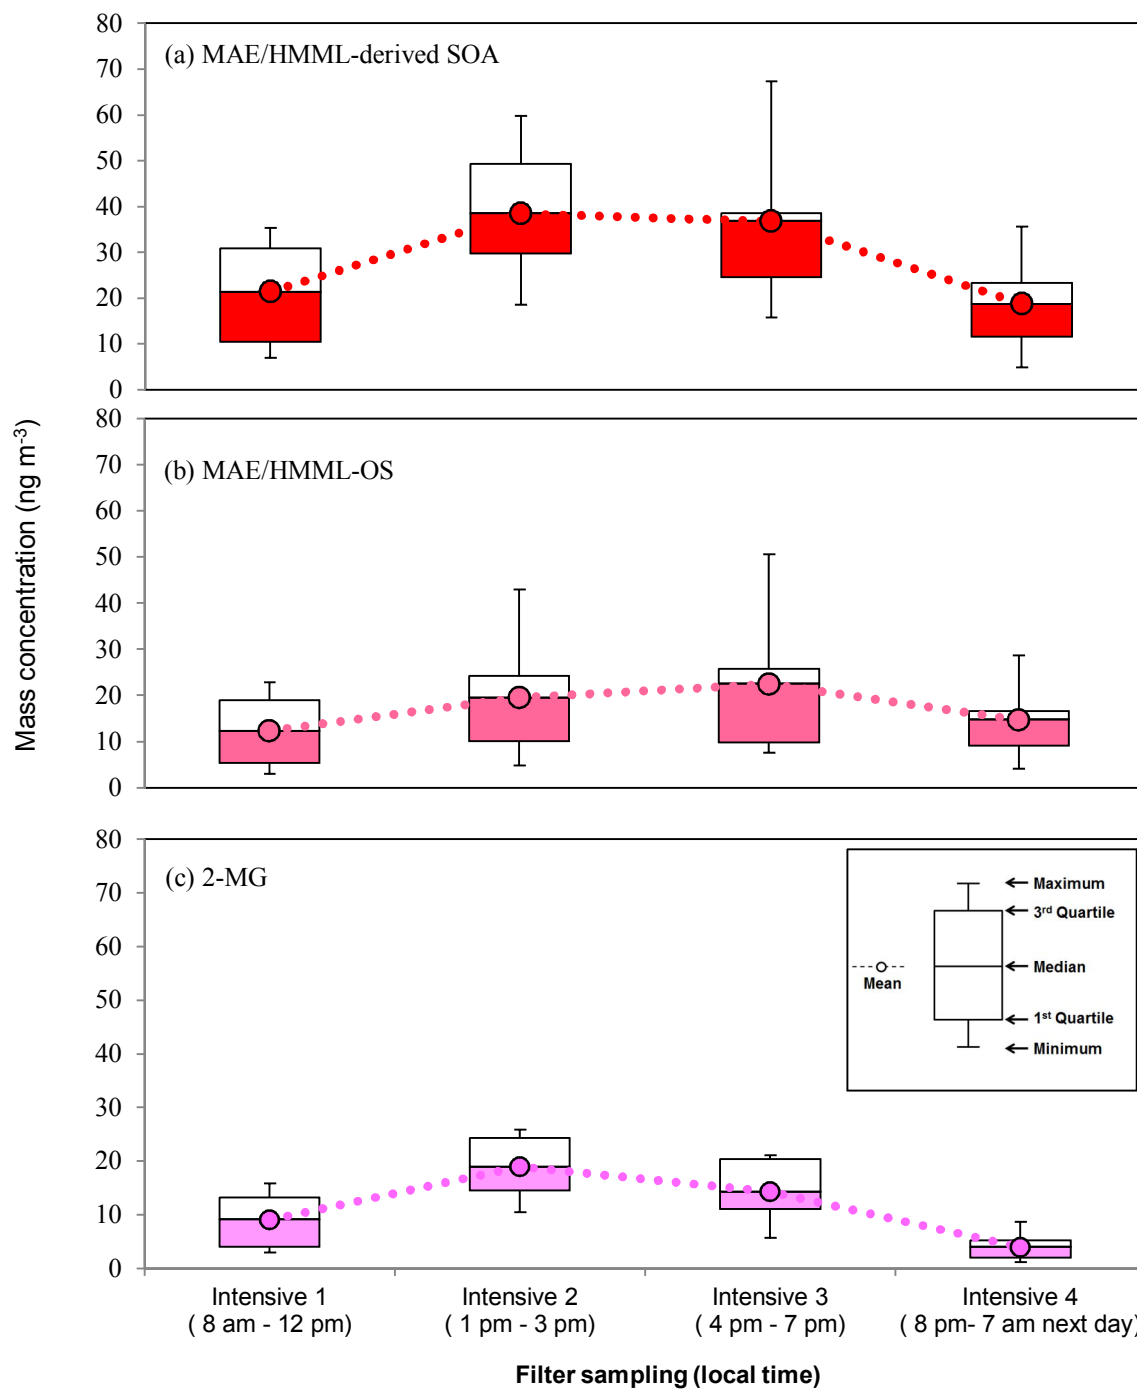 80
70
60
50
40
30
20
10
0
(a) MAE/HMML-derived SOA
80
70
60
50
40
30
20
10
0
(b) MAE/HMML-OS
Mass concentration (ng m-3)
80
70
60
50
40
30
20
10
0
(c) 2-MG
Maximum
3rd Quartile
Median
Mean
1st Quartile
Minimum
Intensive 1
( 8 am - 12 pm)
Intensive 2
( 1 pm - 3 pm)
Intensive 3
( 4 pm - 7 pm)
Intensive 4
( 8 pm- 7 am next day)
Filter sampling (local time)